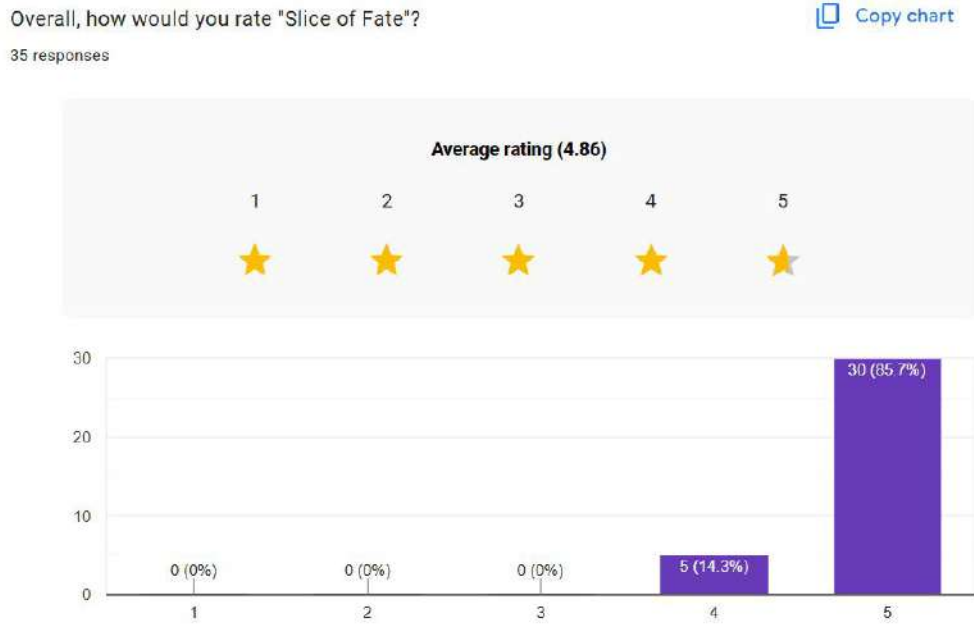 Overall, how would you rate "Slice of Fate"?
Copy chart
35 responses
Average rating (4.86)
1 2 3 4 5
30
30 (85.7%)
20
10
5 (14.3%)
0 (0%) 0 (0%) 0 (0%)
0
1 2 3 4 5